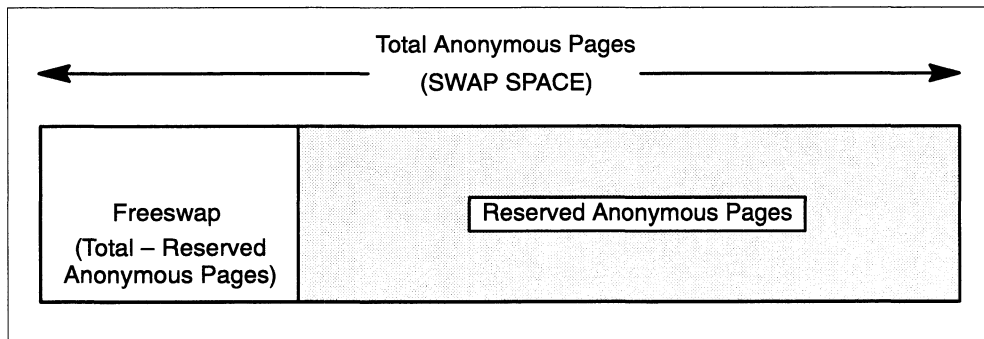 Total Anonymous Pages
(SWAP SPACE)
Freeswap
(Total – Reserved
Anonymous Pages)
Reserved Anonymous Pages